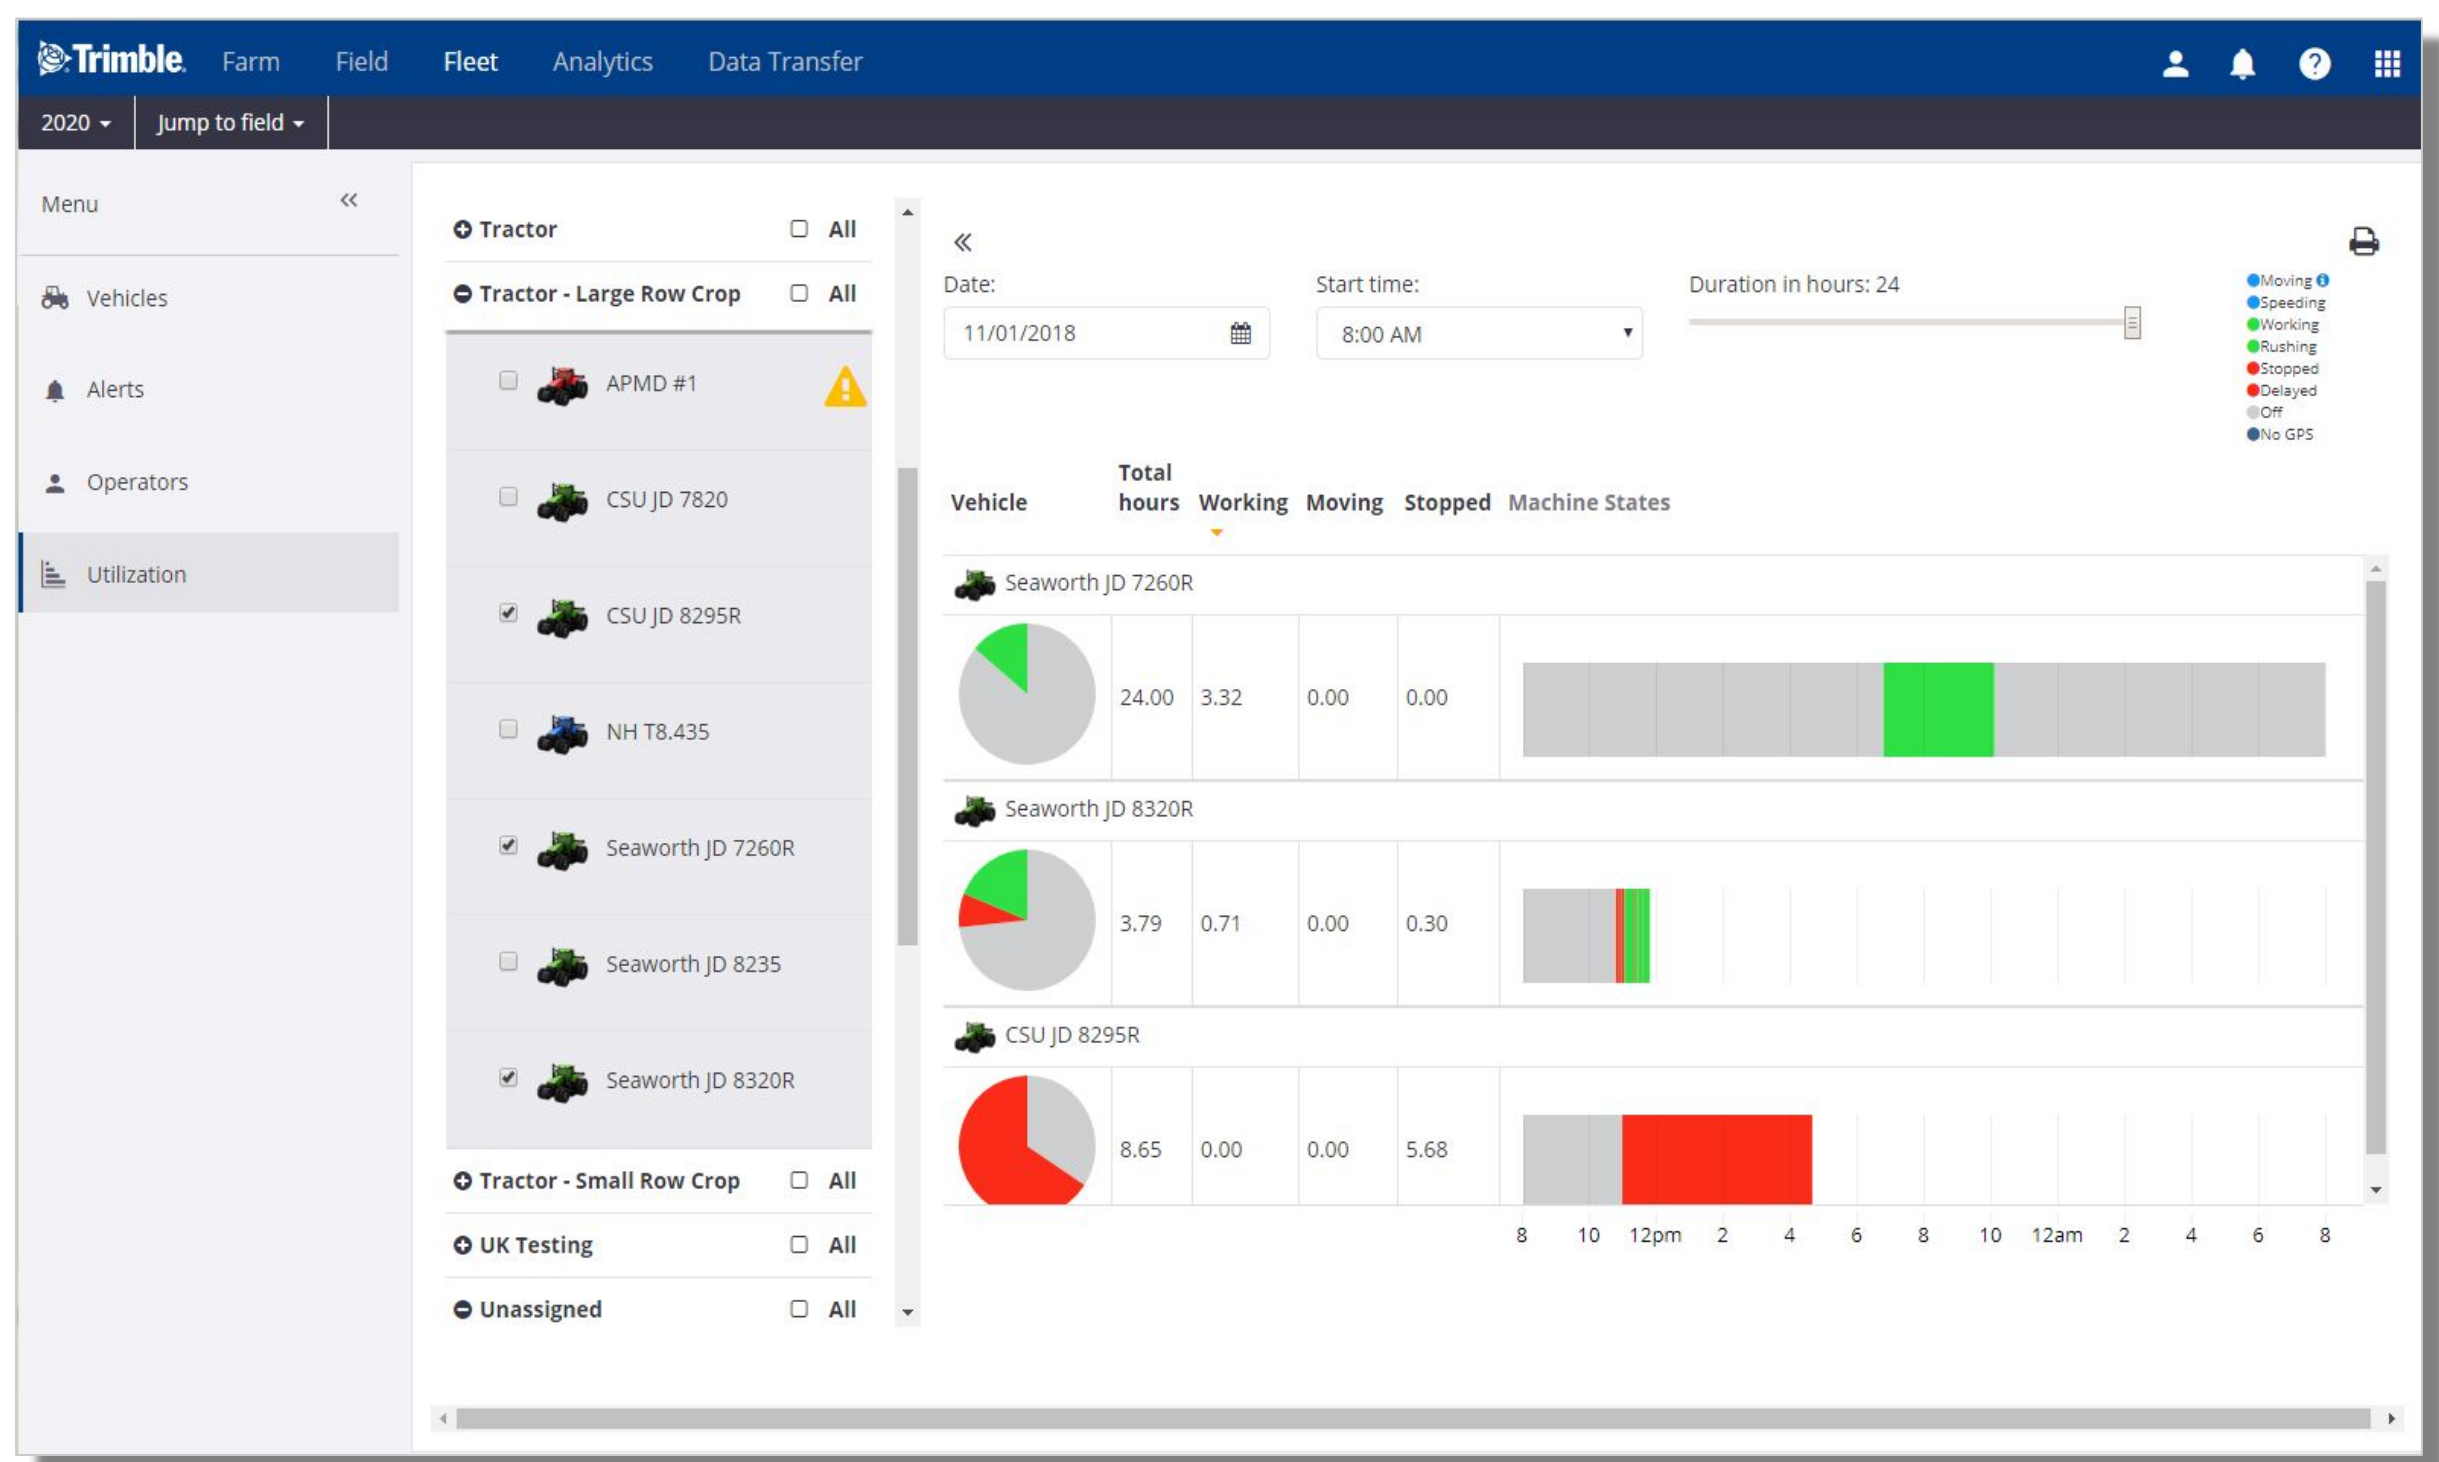 Trimble. Farm Field Fleet Analytics Data Transfer
2020 Jump to field
Menu
Vehicles
Alerts
Operators
Utilization
Tractor All
Tractor - Large Row Crop All
APMD #1
CSU JD 7820
CSU JD 8295R
NH T8.435
Seaworth JD 7260R
Seaworth JD 8235
Seaworth JD 8320R
Tractor - Small Row Crop All
UK Testing All
Unassigned All
Date: Start time: Duration in hours: 24
11/01/2018 8:00 AM
Moving
Speeding
Working
Rushing
Stopped
Delayed
Off
No GPS
Vehicle Total hours Working Moving Stopped Machine States
Seaworth JD 7260R
24.00 3.32 0.00 0.00
Seaworth JD 8320R
3.79 0.71 0.00 0.30
CSU JD 8295R
8.65 0.00 0.00 5.68
8 10 12pm 2 4 6 8 10 12am 2 4 6 8